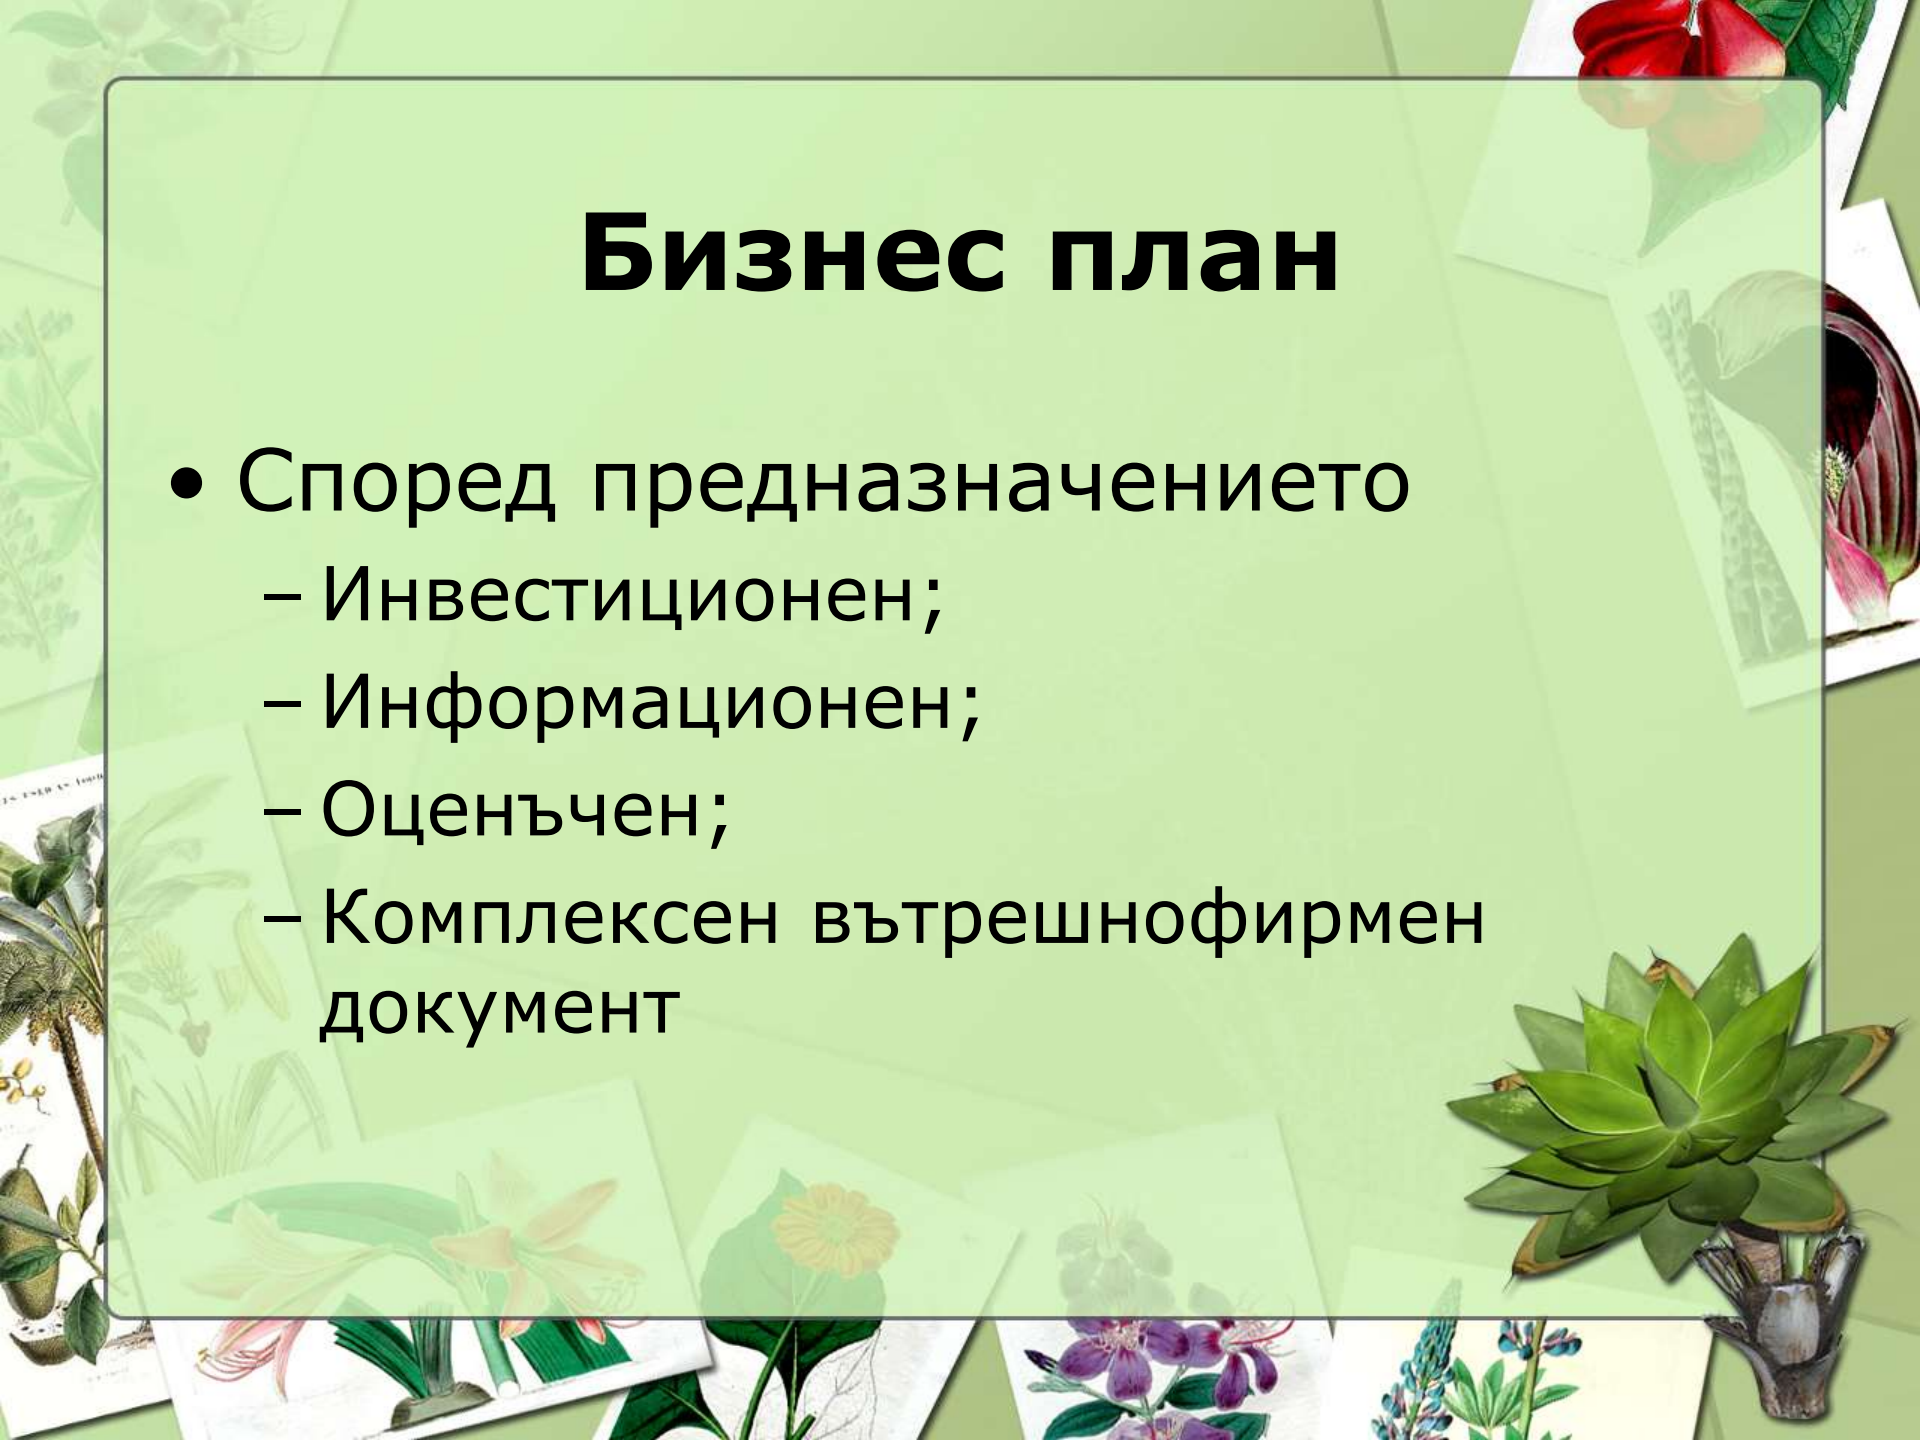 Бизнес план
• Според предназначението
– Инвестиционен;
– Информационен;
– Оценъчен;
– Комплексен вътрешнофирмен
документ